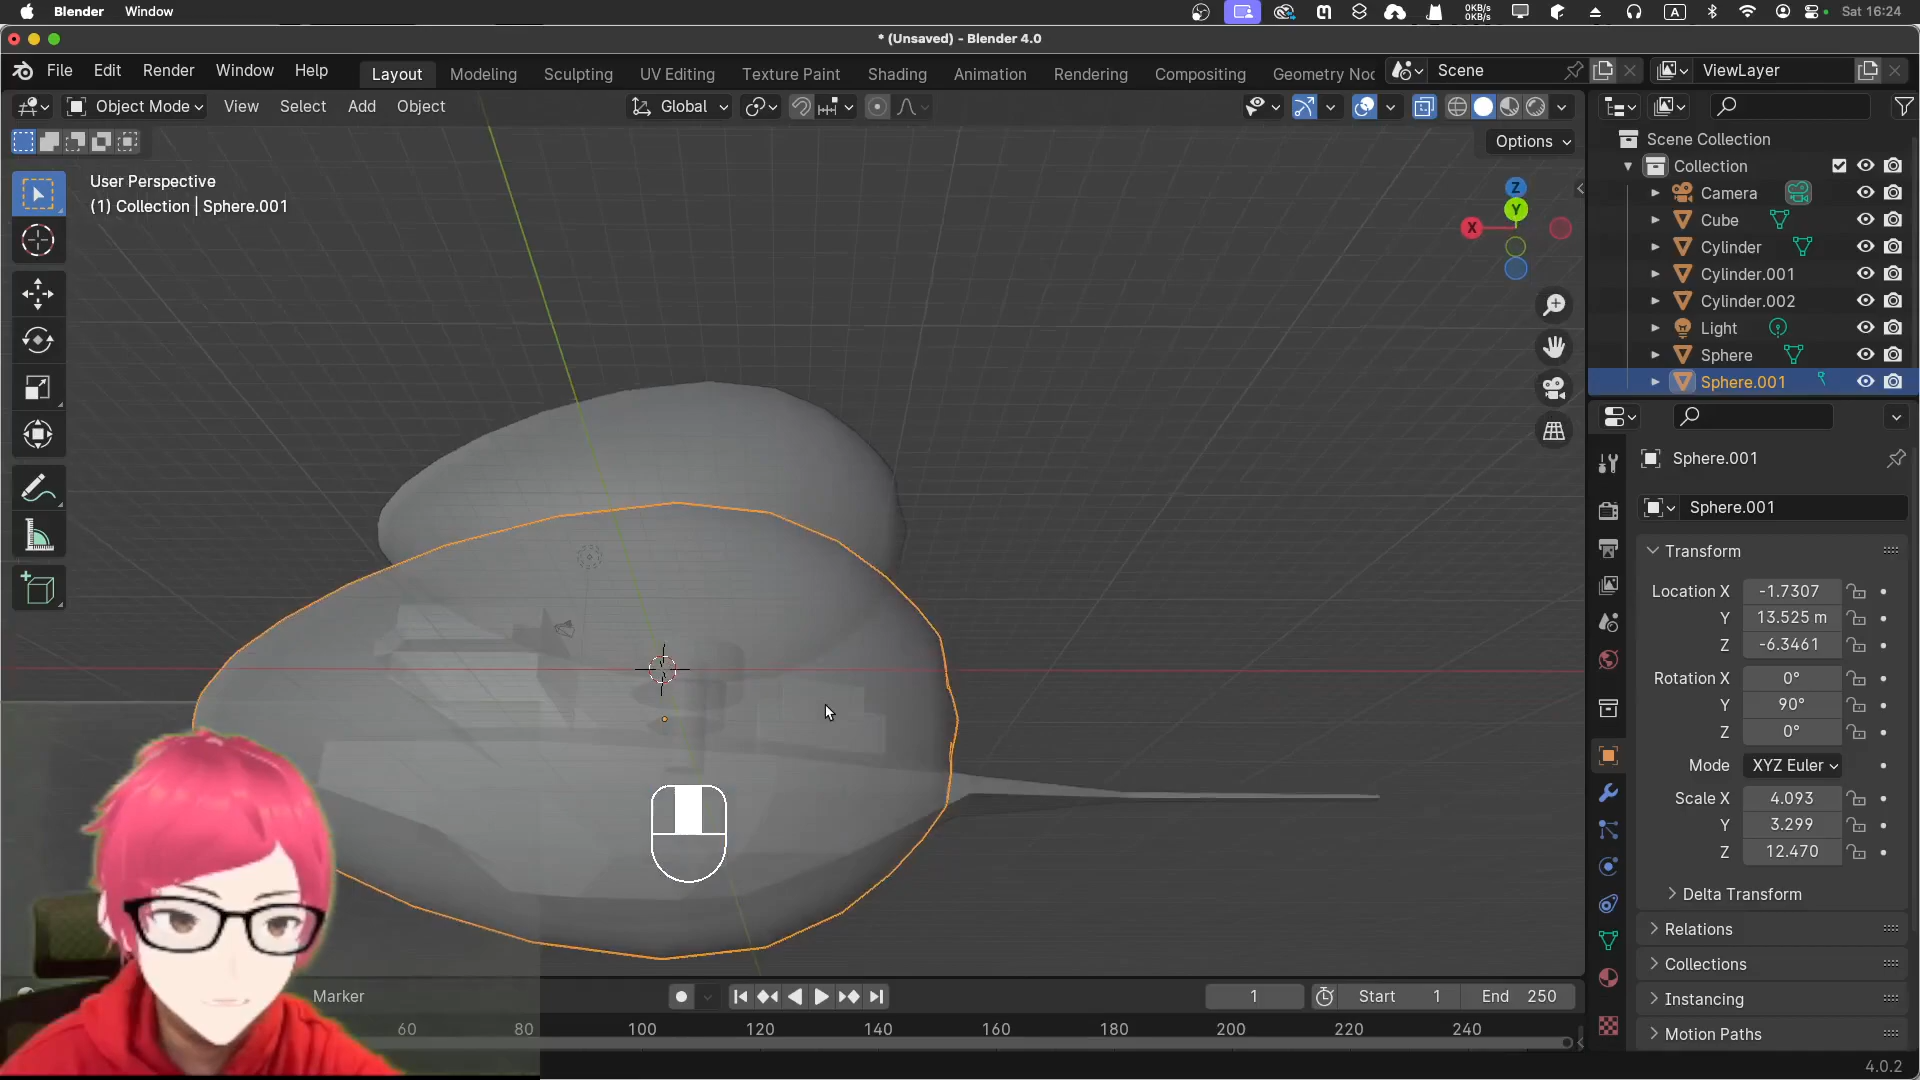 Blender Window
0KB/s
0KB/s
A
Sat 16:24
* (Unsaved) - Blender 4.0
File Edit Render Window Help
Layout Modeling Sculpting UV Editing Texture Paint Shading Animation Rendering Compositing Geometry Noc
Scene
ViewLayer
Object Mode View Select Add Object
Global
Options
User Perspective
(1) Collection | Sphere.001
Z
Y
X
Scene Collection
Collection
Camera
Cube
Cylinder
Cylinder.001
Cylinder.002
Light
Sphere
Sphere.001
Sphere.001
Sphere.001
Transform
Location X -1.7307
Y 13.525 m
Z -6.3461
Rotation X 0°
Y 90°
Z 0°
Mode XYZ Euler
Scale X 4.093
Y 3.299
Z 12.470
Delta Transform
Relations
Collections
Instancing
Motion Paths
Marker
1
Start 1
End 250
60 80 100 120 140 160 180 200 220 240
4.0.2